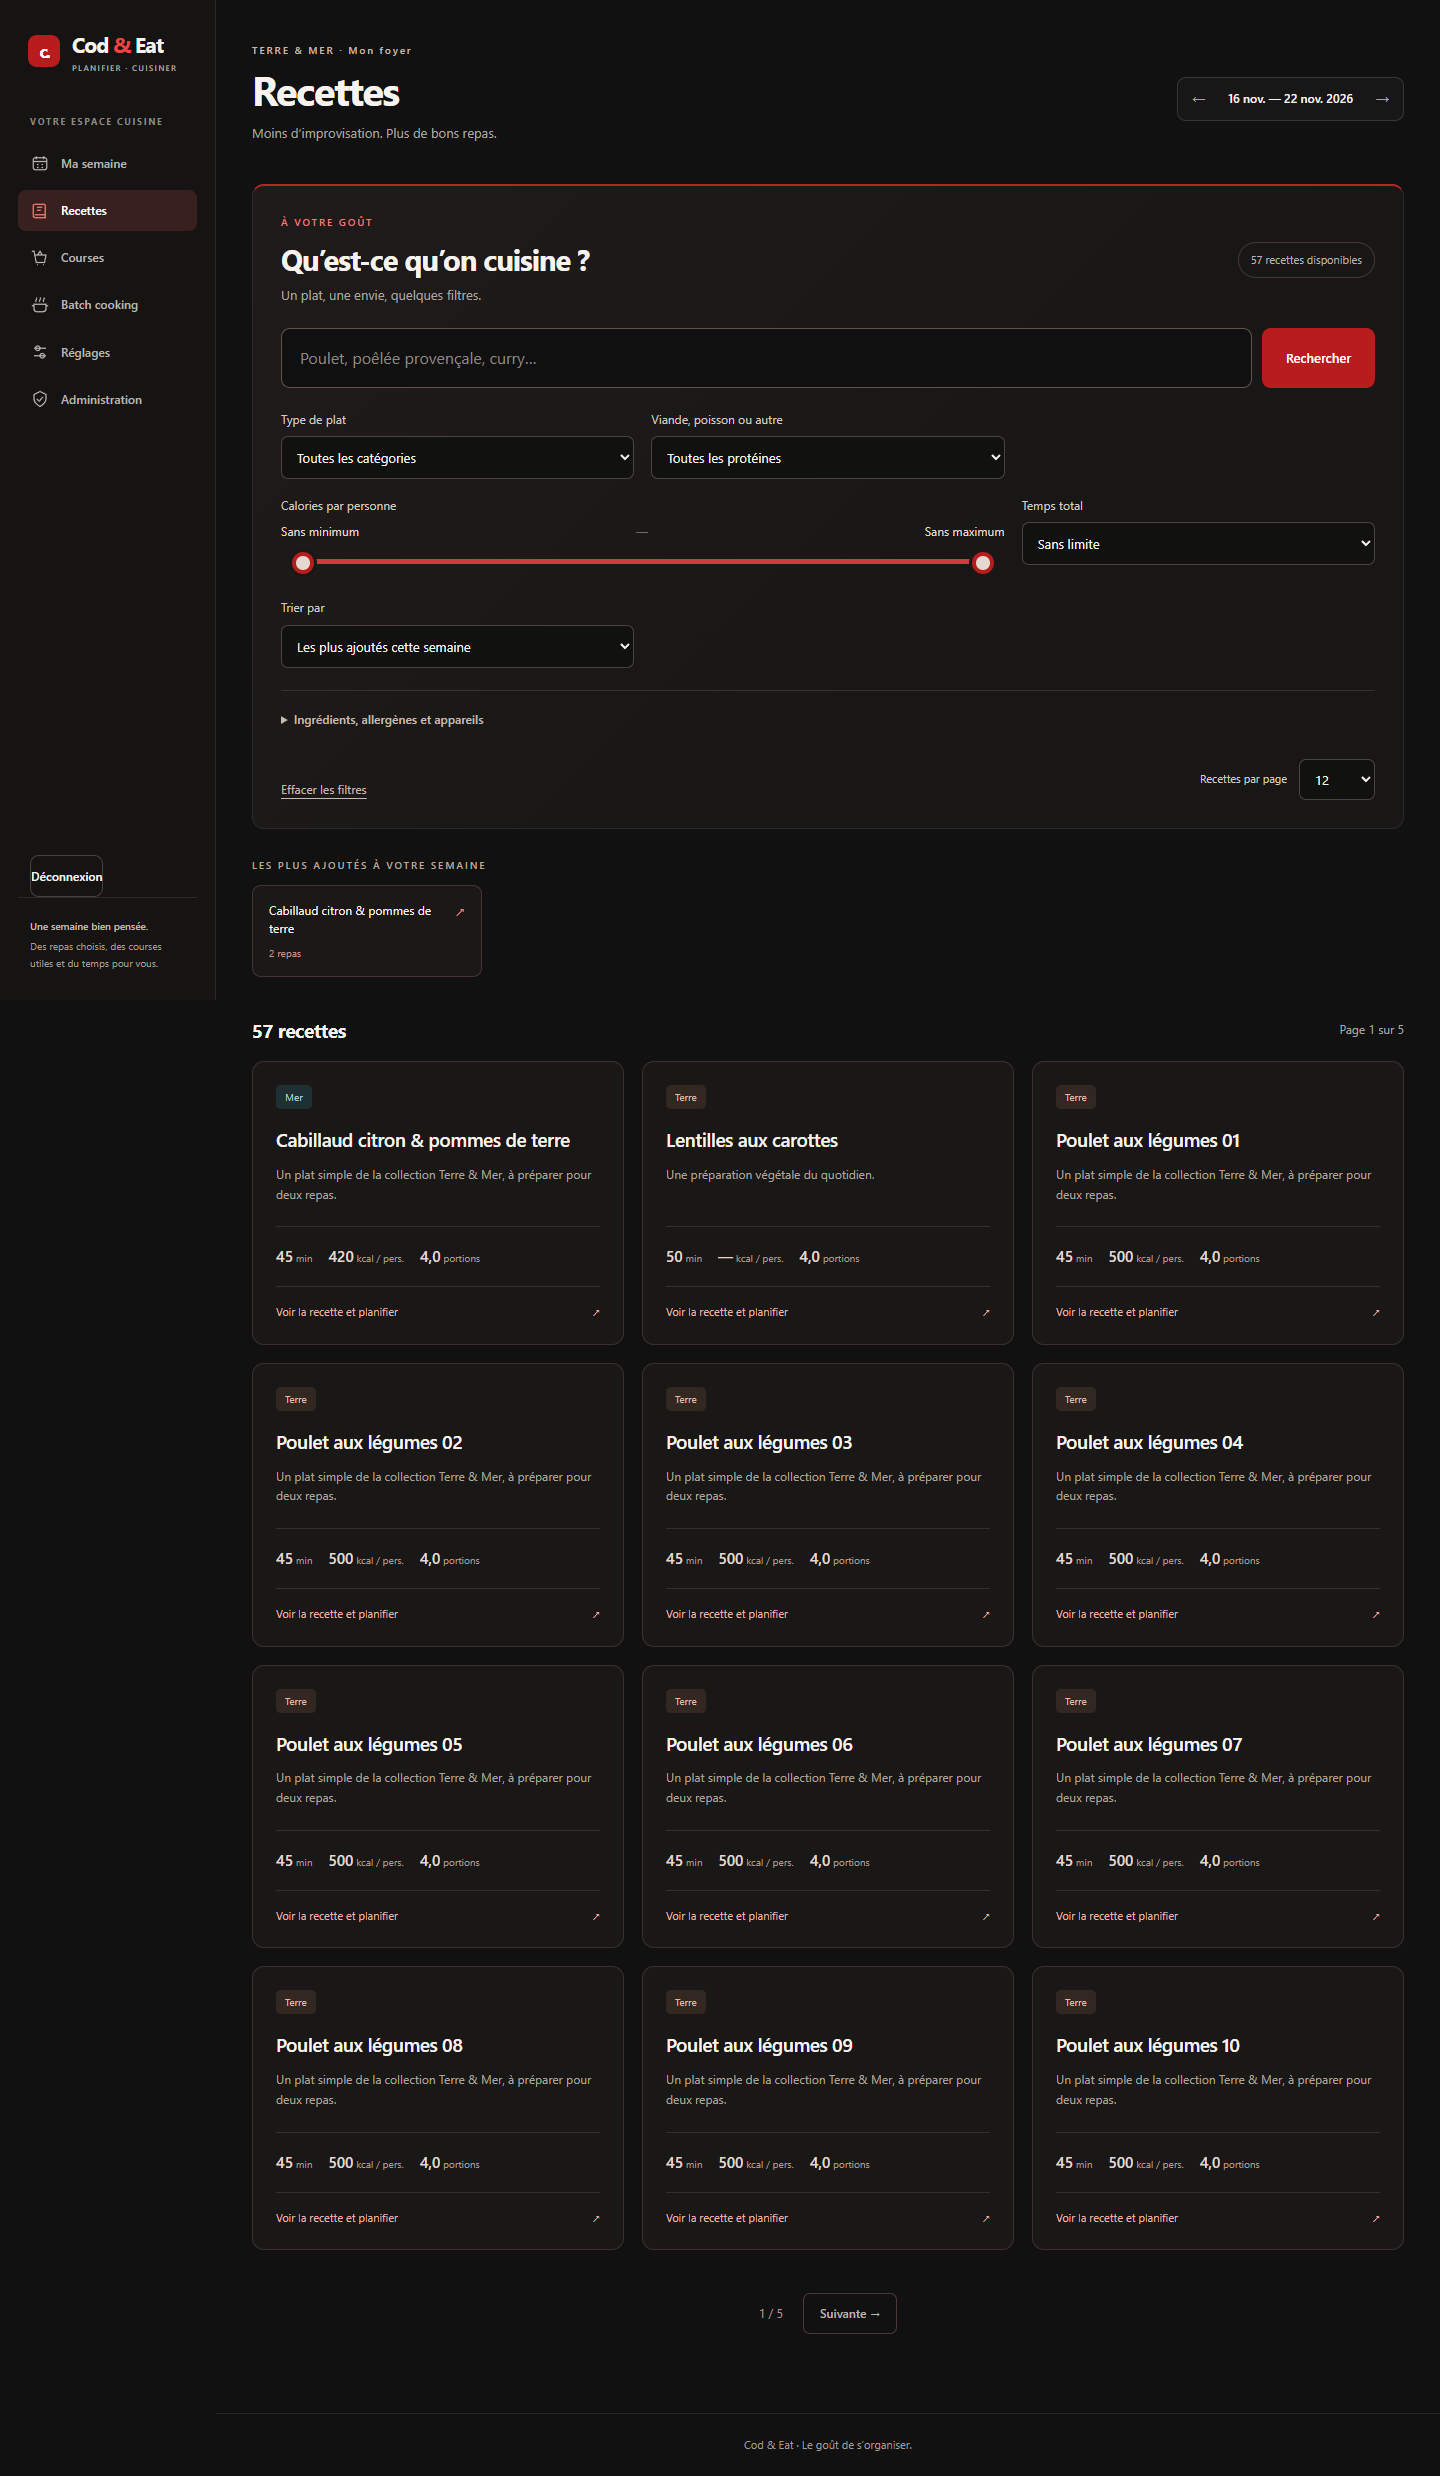 c.
Cod & Eat
PLANIFIER · CUISINER
VOTRE ESPACE CUISINE
Ma semaine
Recettes
Courses
Batch cooking
Réglages
Administration
Déconnexion
Une semaine bien pensée.
Des repas choisis, des courses
utiles et du temps pour vous.
TERRE & MER · Mon foyer
Recettes
Moins d’improvisation. Plus de bons repas.
← 16 nov. — 22 nov. 2026 →
À VOTRE GOÛT
Qu’est-ce qu’on cuisine ?
Un plat, une envie, quelques filtres.
57 recettes disponibles
Poulet, poêlée provençale, curry…
Rechercher
Type de plat
Toutes les catégories
Viande, poisson ou autre
Toutes les protéines
Calories par personne
Sans minimum — Sans maximum
Temps total
Sans limite
Trier par
Les plus ajoutés cette semaine
Ingrédients, allergènes et appareils
Effacer les filtres
Recettes par page 12
LES PLUS AJOUTÉS À VOTRE SEMAINE
Cabillaud citron & pommes de ↗
terre
2 repas
57 recettes
Page 1 sur 5
Mer
Cabillaud citron & pommes de terre
Un plat simple de la collection Terre & Mer, à préparer pour
deux repas.
45 min 420 kcal / pers. 4,0 portions
Voir la recette et planifier ↗
Terre
Lentilles aux carottes
Une préparation végétale du quotidien.
50 min — kcal / pers. 4,0 portions
Voir la recette et planifier ↗
Terre
Poulet aux légumes 01
Un plat simple de la collection Terre & Mer, à préparer pour
deux repas.
45 min 500 kcal / pers. 4,0 portions
Voir la recette et planifier ↗
Terre
Poulet aux légumes 02
Un plat simple de la collection Terre & Mer, à préparer pour
deux repas.
45 min 500 kcal / pers. 4,0 portions
Voir la recette et planifier ↗
Terre
Poulet aux légumes 03
Un plat simple de la collection Terre & Mer, à préparer pour
deux repas.
45 min 500 kcal / pers. 4,0 portions
Voir la recette et planifier ↗
Terre
Poulet aux légumes 04
Un plat simple de la collection Terre & Mer, à préparer pour
deux repas.
45 min 500 kcal / pers. 4,0 portions
Voir la recette et planifier ↗
Terre
Poulet aux légumes 05
Un plat simple de la collection Terre & Mer, à préparer pour
deux repas.
45 min 500 kcal / pers. 4,0 portions
Voir la recette et planifier ↗
Terre
Poulet aux légumes 06
Un plat simple de la collection Terre & Mer, à préparer pour
deux repas.
45 min 500 kcal / pers. 4,0 portions
Voir la recette et planifier ↗
Terre
Poulet aux légumes 07
Un plat simple de la collection Terre & Mer, à préparer pour
deux repas.
45 min 500 kcal / pers. 4,0 portions
Voir la recette et planifier ↗
Terre
Poulet aux légumes 08
Un plat simple de la collection Terre & Mer, à préparer pour
deux repas.
45 min 500 kcal / pers. 4,0 portions
Voir la recette et planifier ↗
Terre
Poulet aux légumes 09
Un plat simple de la collection Terre & Mer, à préparer pour
deux repas.
45 min 500 kcal / pers. 4,0 portions
Voir la recette et planifier ↗
Terre
Poulet aux légumes 10
Un plat simple de la collection Terre & Mer, à préparer pour
deux repas.
45 min 500 kcal / pers. 4,0 portions
Voir la recette et planifier ↗
1 / 5 Suivante →
Cod & Eat · Le goût de s’organiser.